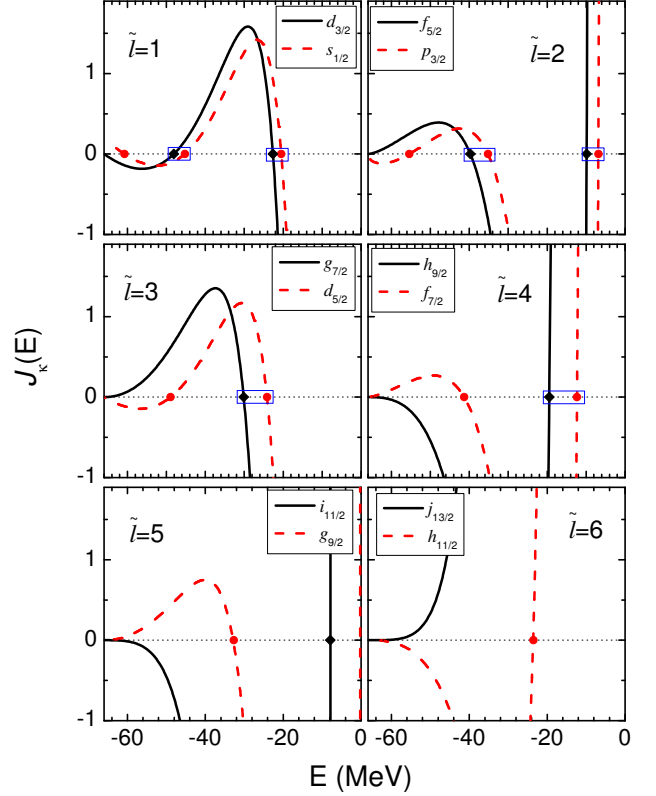 l̃=1
d3/2
s1/2
f5/2
p3/2
l̃=2
1
0
-1
l̃=3
g7/2
d5/2
h9/2
f7/2
l̃=4
1
0
-1
Jκ(E)
l̃=5
i11/2
g9/2
j13/2
h11/2
l̃=6
1
0
-1
-60 -40 -20 0 -60 -40 -20 0
E (MeV) E (MeV)